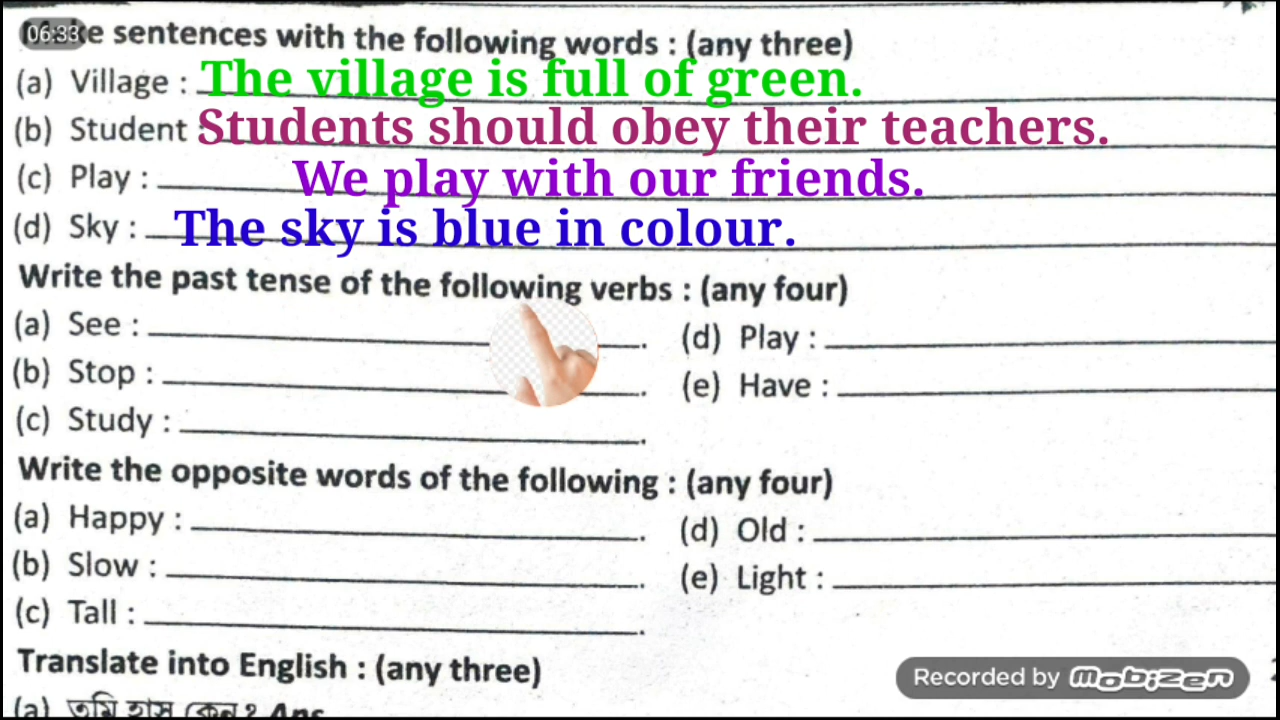 06:33 ke sentences with the following words : (any three)
(a) Village : The village is full of green.
(b) Student Students should obey their teachers.
(c) Play : We play with our friends.
(d) Sky : The sky is blue in colour.
Write the past tense of the following verbs : (any four)
(a) See : . (d) Play :
(b) Stop : . (e) Have :
(c) Study : .
Write the opposite words of the following : (any four)
(a) Happy : . (d) Old :
(b) Slow : . (e) Light :
(c) Tall : .
Translate into English : (any three)
(a) তুমি হাস কেন ? Ans
Recorded by Mobizen